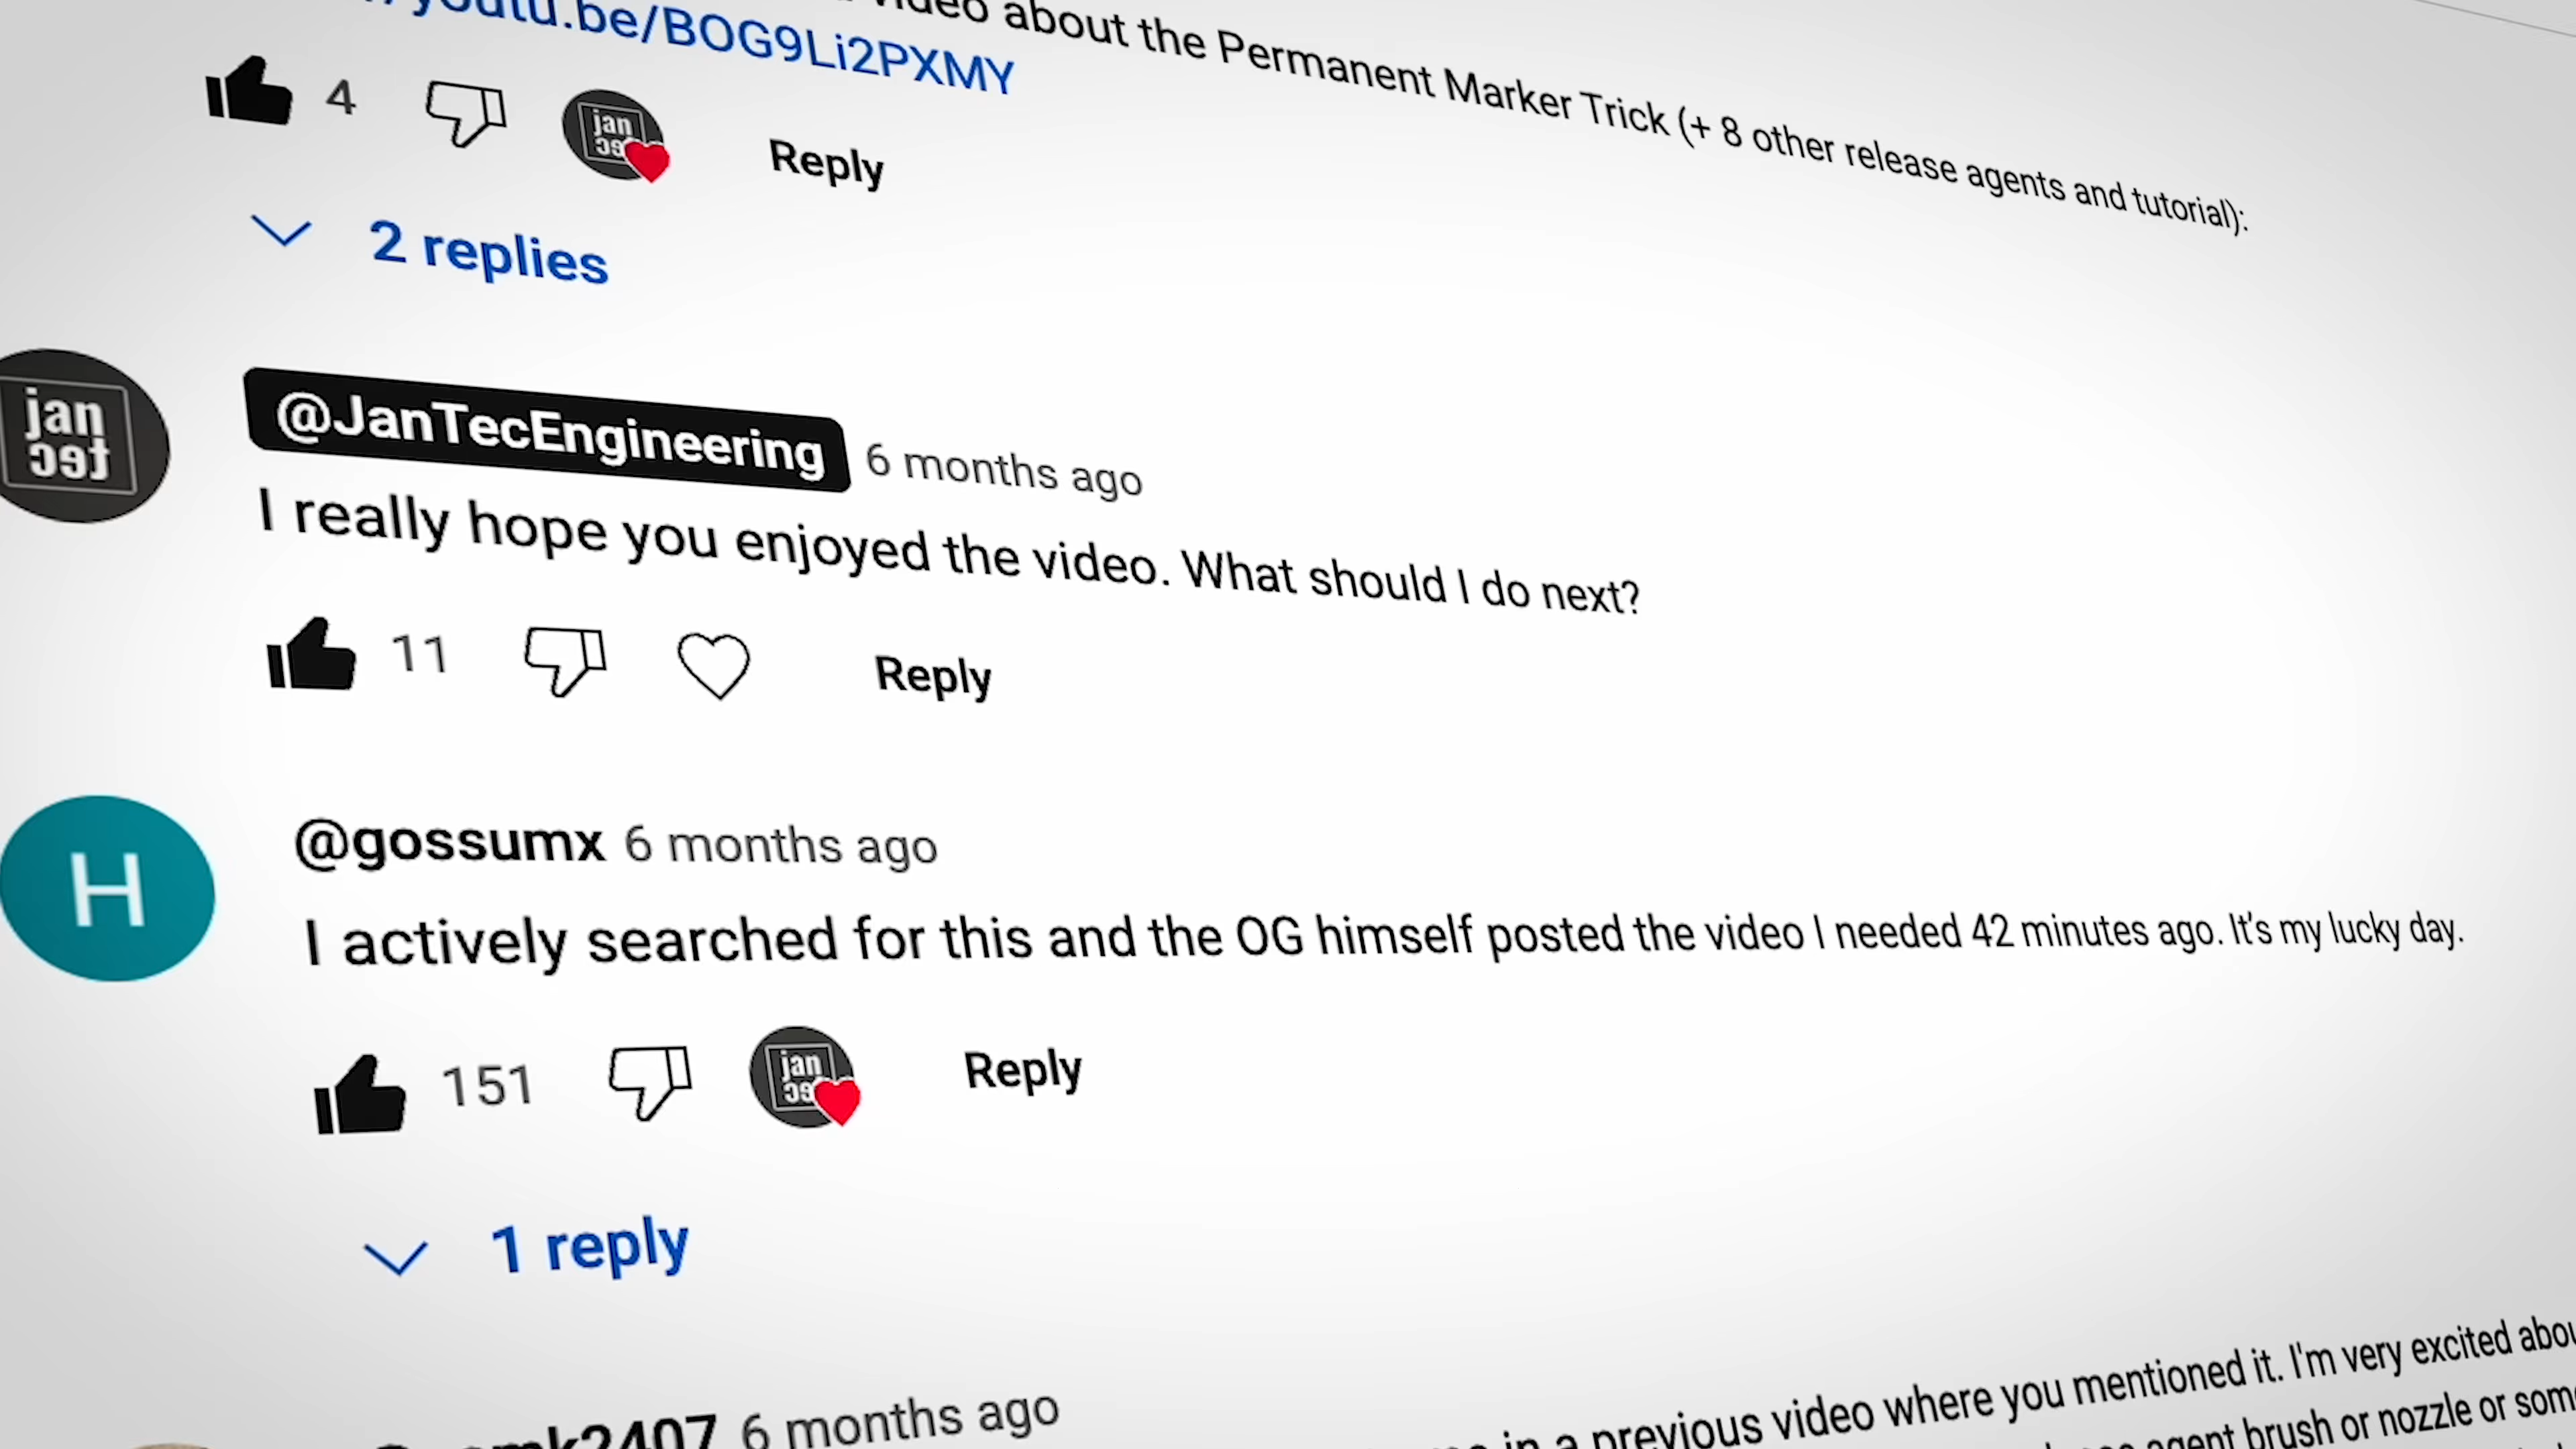 video about the Permanent Marker Trick (+ 8 other release agents and tutorial):
youtu.be/BOG9Li2PXMY
4
jan
Reply
2 replies
jan
tec
@JanTecEngineering 6 months ago
I really hope you enjoyed the video. What should I do next?
11
Reply
H
@gossumx 6 months ago
I actively searched for this and the OG himself posted the video I needed 42 minutes ago. It's my lucky day.
151
jan
Reply
1 reply
6 months ago
in a previous video where you mentioned it. I'm very excited
agent brush or nozzle or